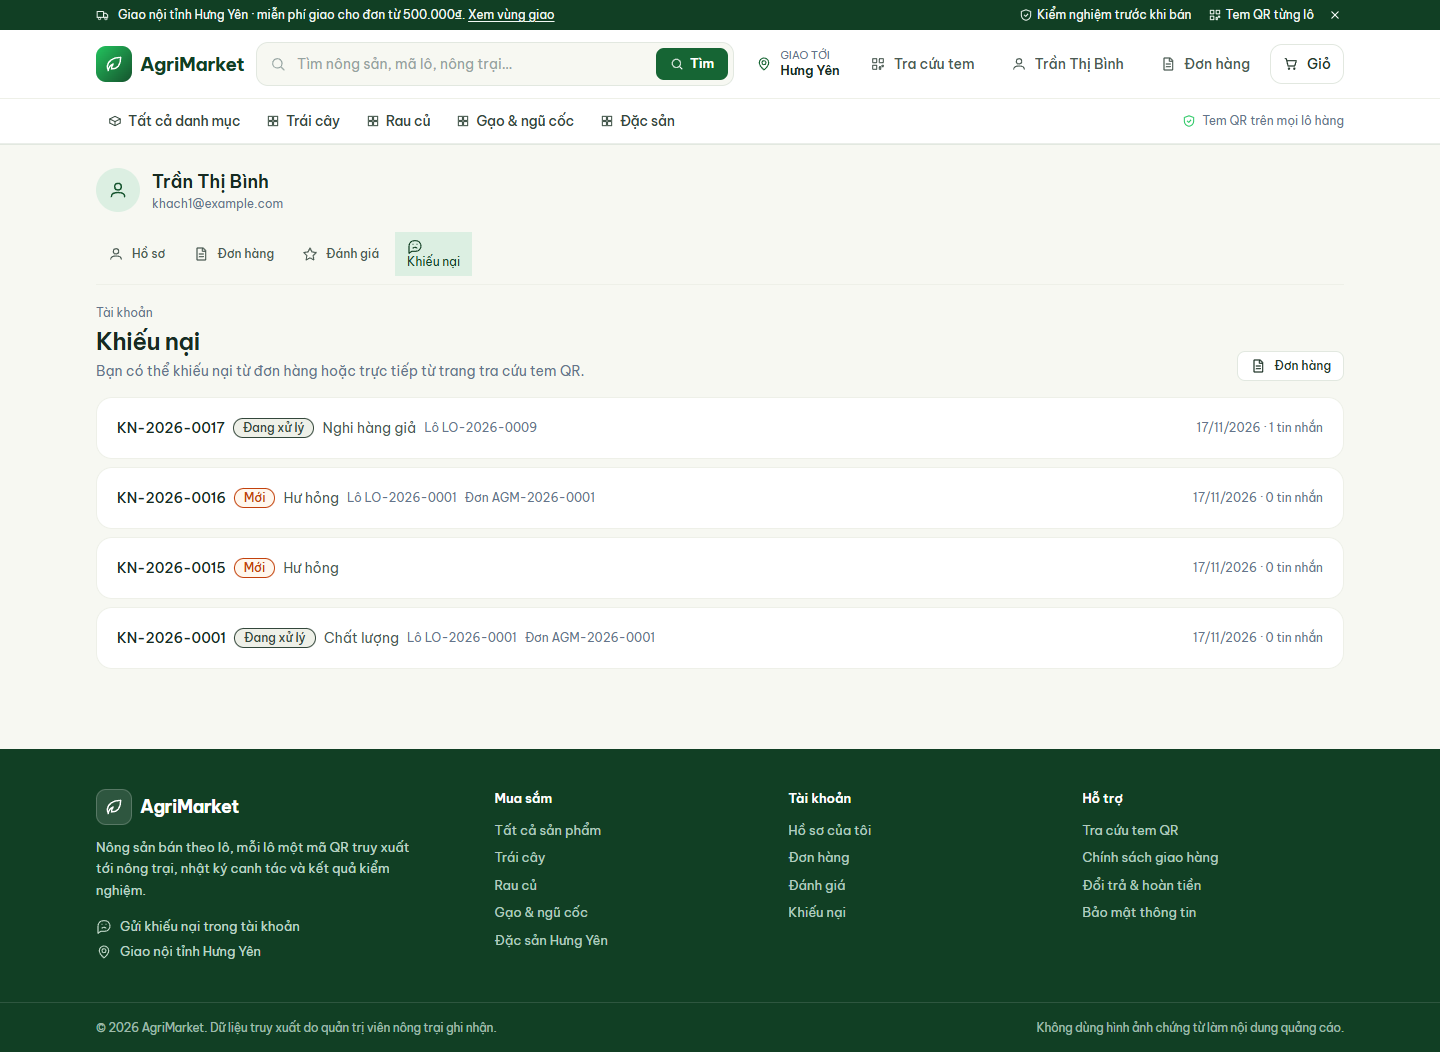 Giao nội tỉnh Hưng Yên · miễn phí giao cho đơn từ 500.000₫. Xem vùng giao
Kiểm nghiệm trước khi bán
Tem QR từng lô
AgriMarket
Tìm nông sản, mã lô, nông trại...
Tìm
GIAO TỚI
Hưng Yên
Tra cứu tem
Trần Thị Bình
Đơn hàng
Giỏ
Tất cả danh mục
Trái cây
Rau củ
Gạo & ngũ cốc
Đặc sản
Tem QR trên mọi lô hàng
Trần Thị Bình
khach1@example.com
Hồ sơ
Đơn hàng
Đánh giá
Khiếu nại
Tài khoản
Khiếu nại
Bạn có thể khiếu nại từ đơn hàng hoặc trực tiếp từ trang tra cứu tem QR.
Đơn hàng
KN-2026-0017 Đang xử lý Nghi hàng giả Lô LO-2026-0009 17/11/2026 · 1 tin nhắn
KN-2026-0016 Mới Hư hỏng Lô LO-2026-0001 Đơn AGM-2026-0001 17/11/2026 · 0 tin nhắn
KN-2026-0015 Mới Hư hỏng 17/11/2026 · 0 tin nhắn
KN-2026-0001 Đang xử lý Chất lượng Lô LO-2026-0001 Đơn AGM-2026-0001 17/11/2026 · 0 tin nhắn
AgriMarket
Nông sản bán theo lô, mỗi lô một mã QR truy xuất
tới nông trại, nhật ký canh tác và kết quả kiểm
nghiệm.
Gửi khiếu nại trong tài khoản
Giao nội tỉnh Hưng Yên
Mua sắm
Tất cả sản phẩm
Trái cây
Rau củ
Gạo & ngũ cốc
Đặc sản Hưng Yên
Tài khoản
Hồ sơ của tôi
Đơn hàng
Đánh giá
Khiếu nại
Hỗ trợ
Tra cứu tem QR
Chính sách giao hàng
Đổi trả & hoàn tiền
Bảo mật thông tin
© 2026 AgriMarket. Dữ liệu truy xuất do quản trị viên nông trại ghi nhận.
Không dùng hình ảnh chứng từ làm nội dung quảng cáo.